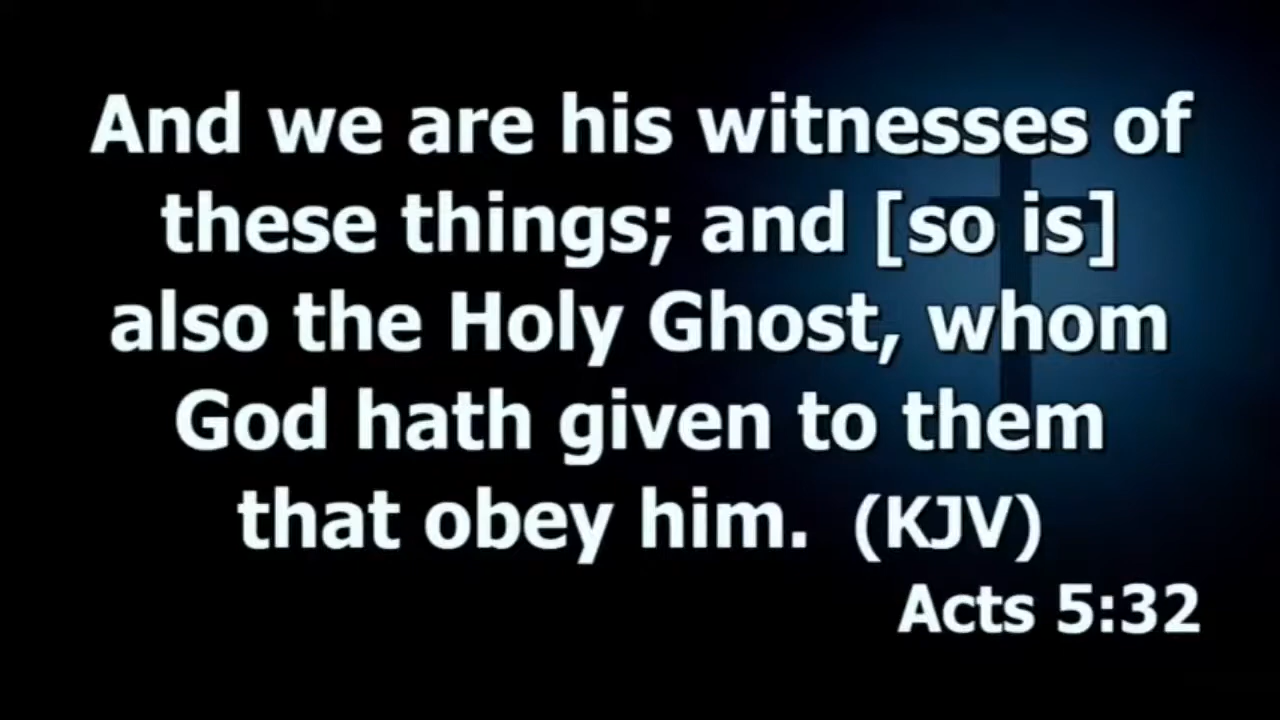 And we are his witnesses of
these things; and [so is]
also the Holy Ghost, whom
God hath given to them
that obey him.  (KJV)
Acts 5:32